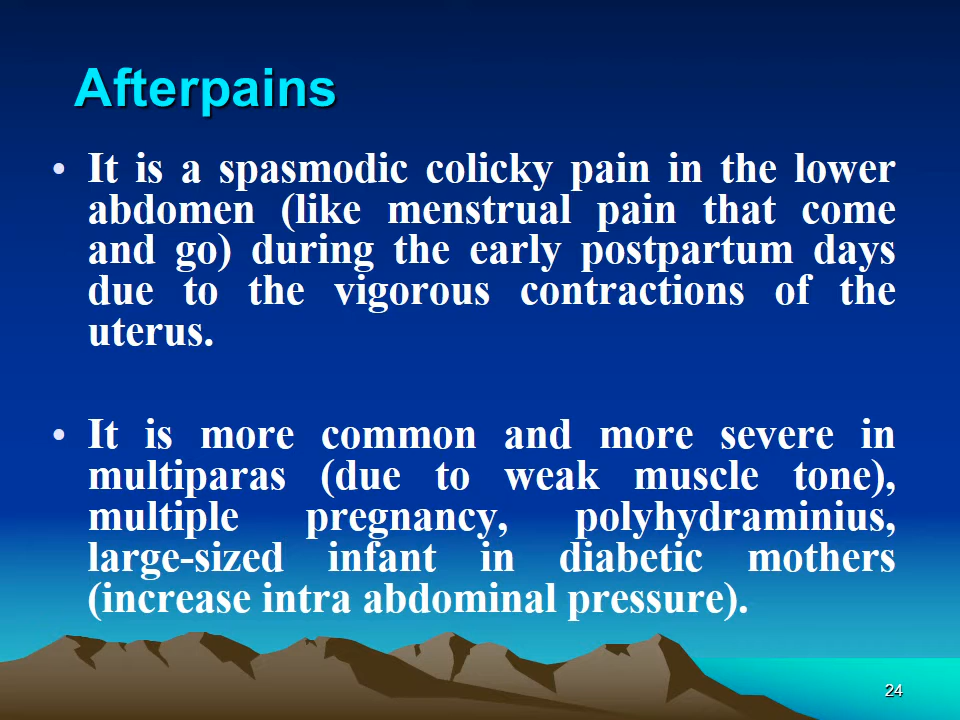 Afterpains
• It is a spasmodic colicky pain in the lower
abdomen (like menstrual pain that come
and go) during the early postpartum days
due to the vigorous contractions of the
uterus.
• It is more common and more severe in
multiparas (due to weak muscle tone),
multiple pregnancy, polyhydraminius,
large-sized infant in diabetic mothers
(increase intra abdominal pressure).
24